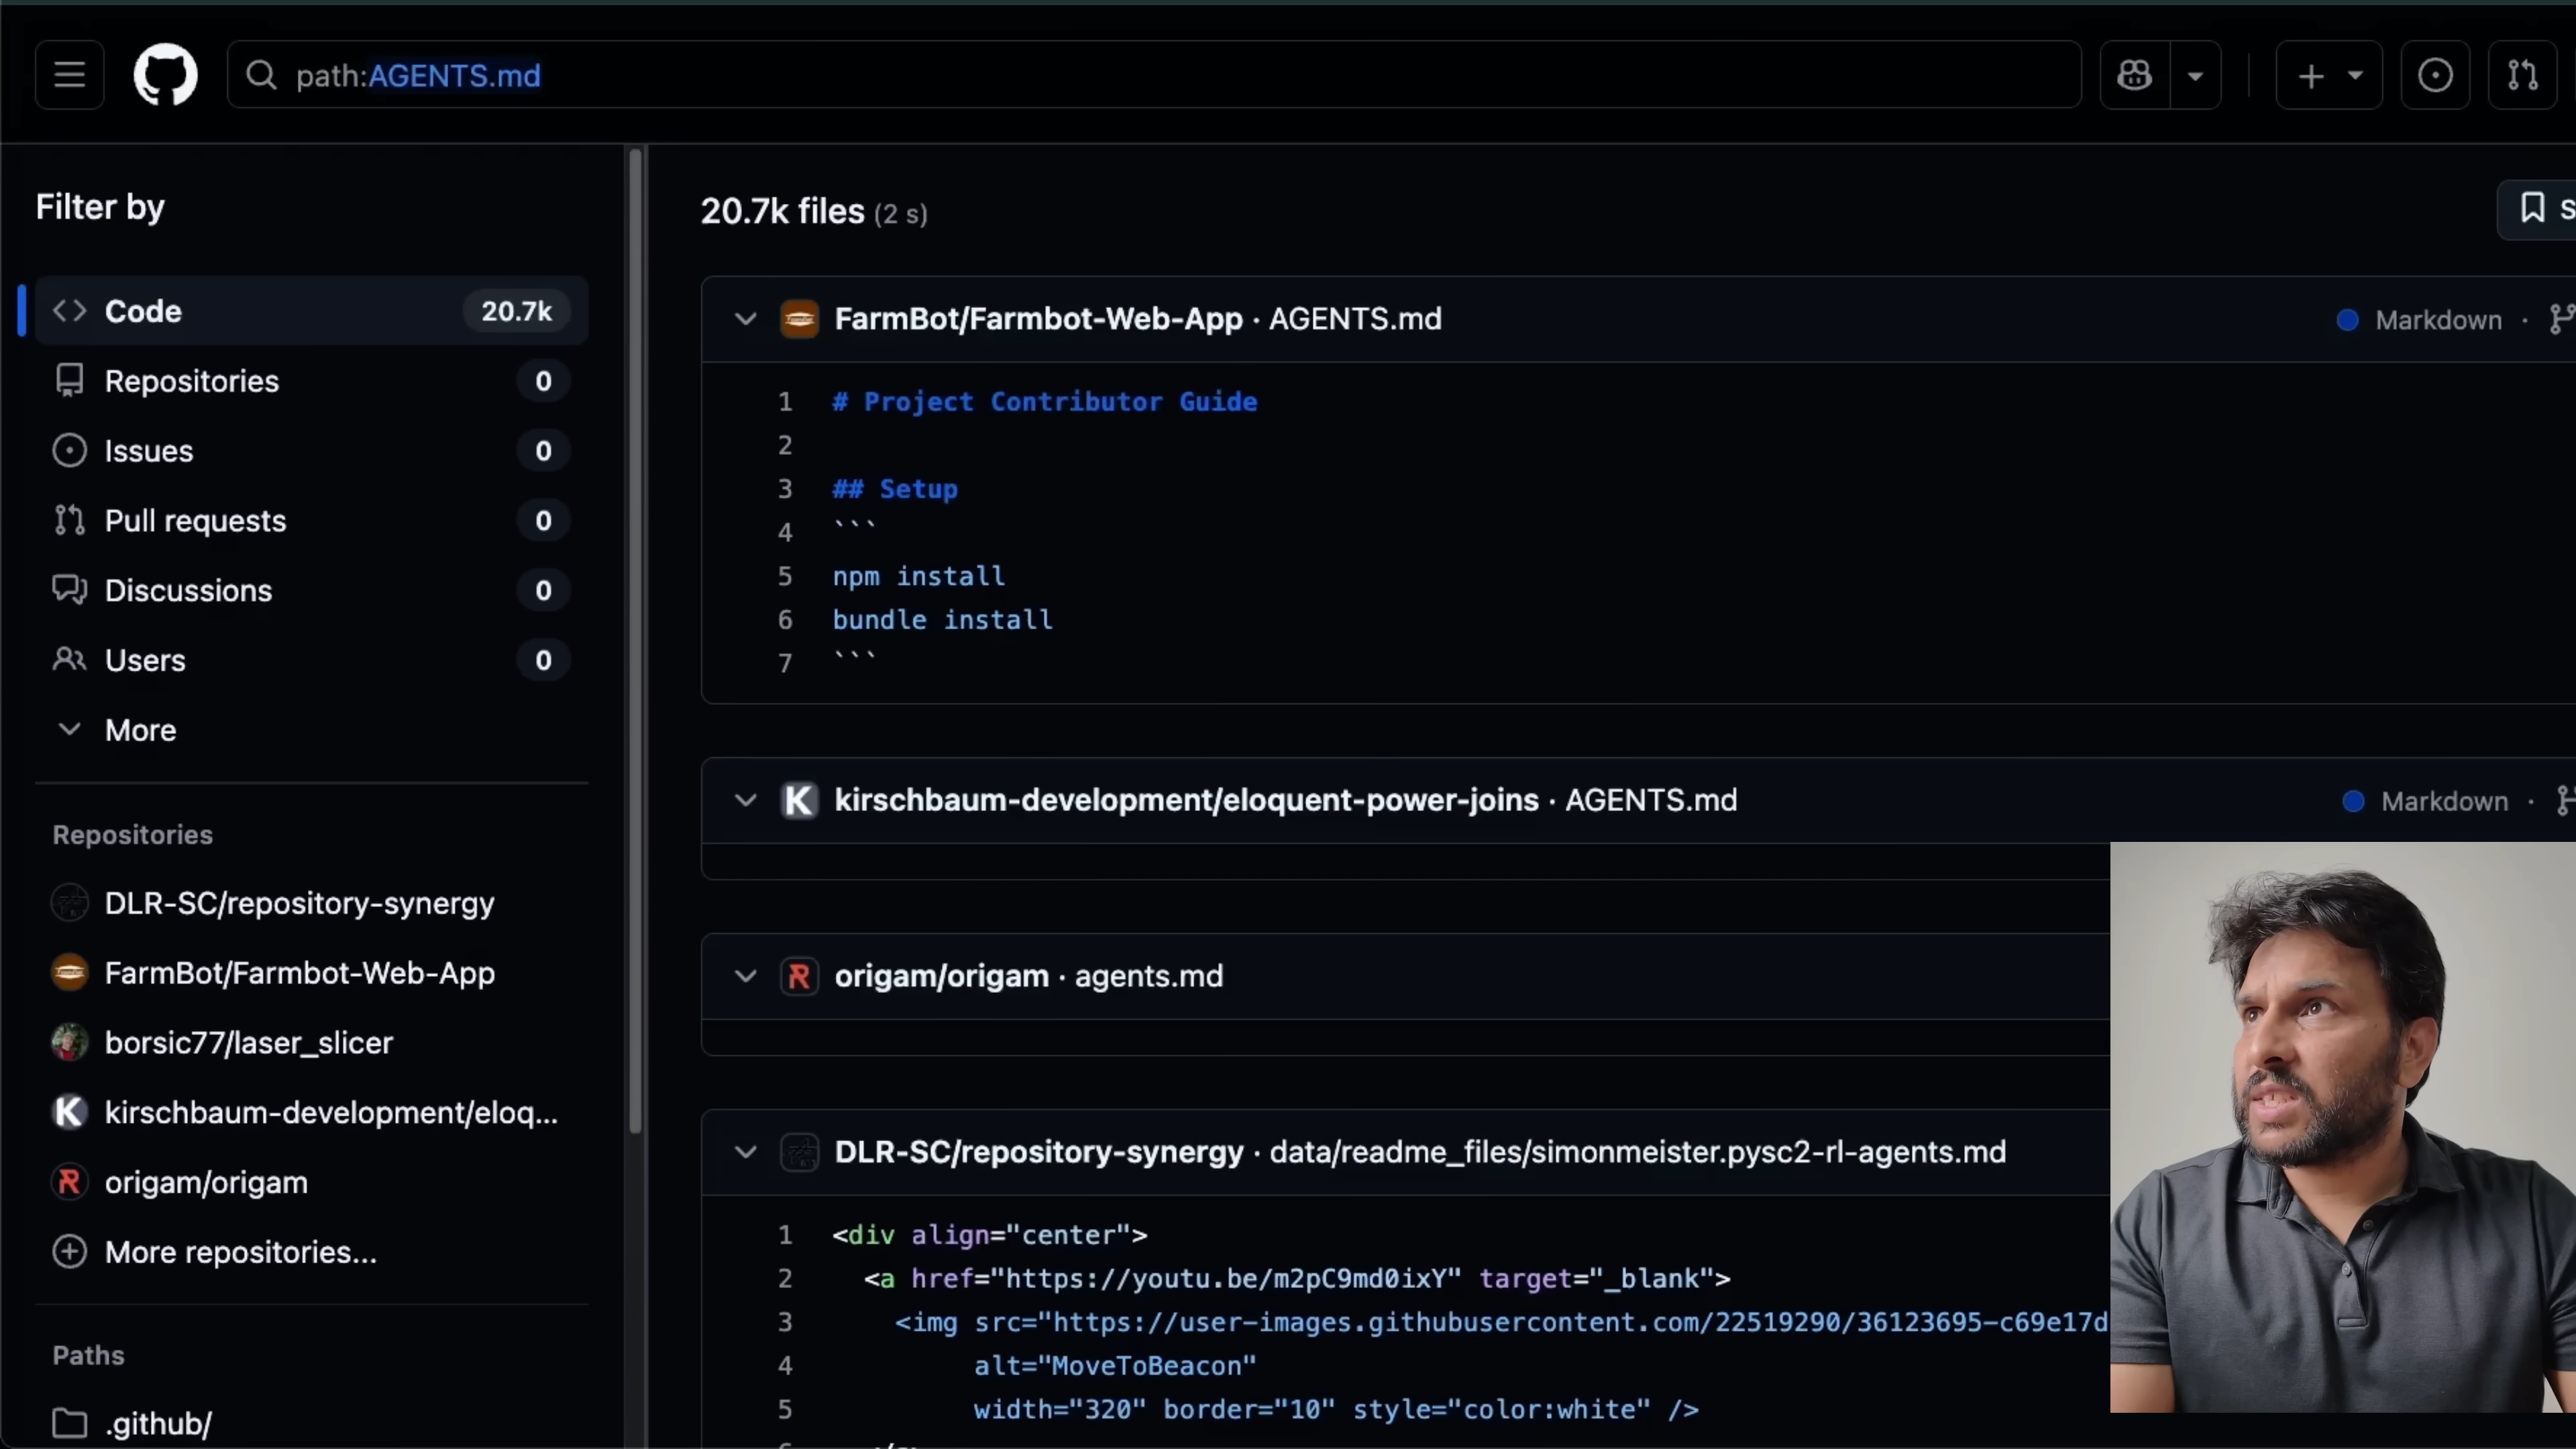 path:AGENTS.md
Filter by
Code 20.7k
Repositories 0
Issues 0
Pull requests 0
Discussions 0
Users 0
More
Repositories
DLR-SC/repository-synergy
FarmBot/Farmbot-Web-App
borsic77/laser_slicer
kirschbaum-development/eloq...
origam/origam
More repositories...
Paths
.github/
20.7k files (2 s)
FarmBot/Farmbot-Web-App · AGENTS.md
Markdown ·
1 # Project Contributor Guide
2
3 ## Setup
4 ```
5 npm install
6 bundle install
7 ```
K kirschbaum-development/eloquent-power-joins · AGENTS.md
Markdown ·
origam/origam · agents.md
DLR-SC/repository-synergy · data/readme_files/simonmeister.pysc2-rl-agents.md
1 <div align="center">
2 <a href="https://youtu.be/m2pC9md0ixY" target="_blank">
3 <img src="https://user-images.githubusercontent.com/22519290/36123695-c69e17d
4 alt="MoveToBeacon"
5 width="320" border="10" style="color:white" />